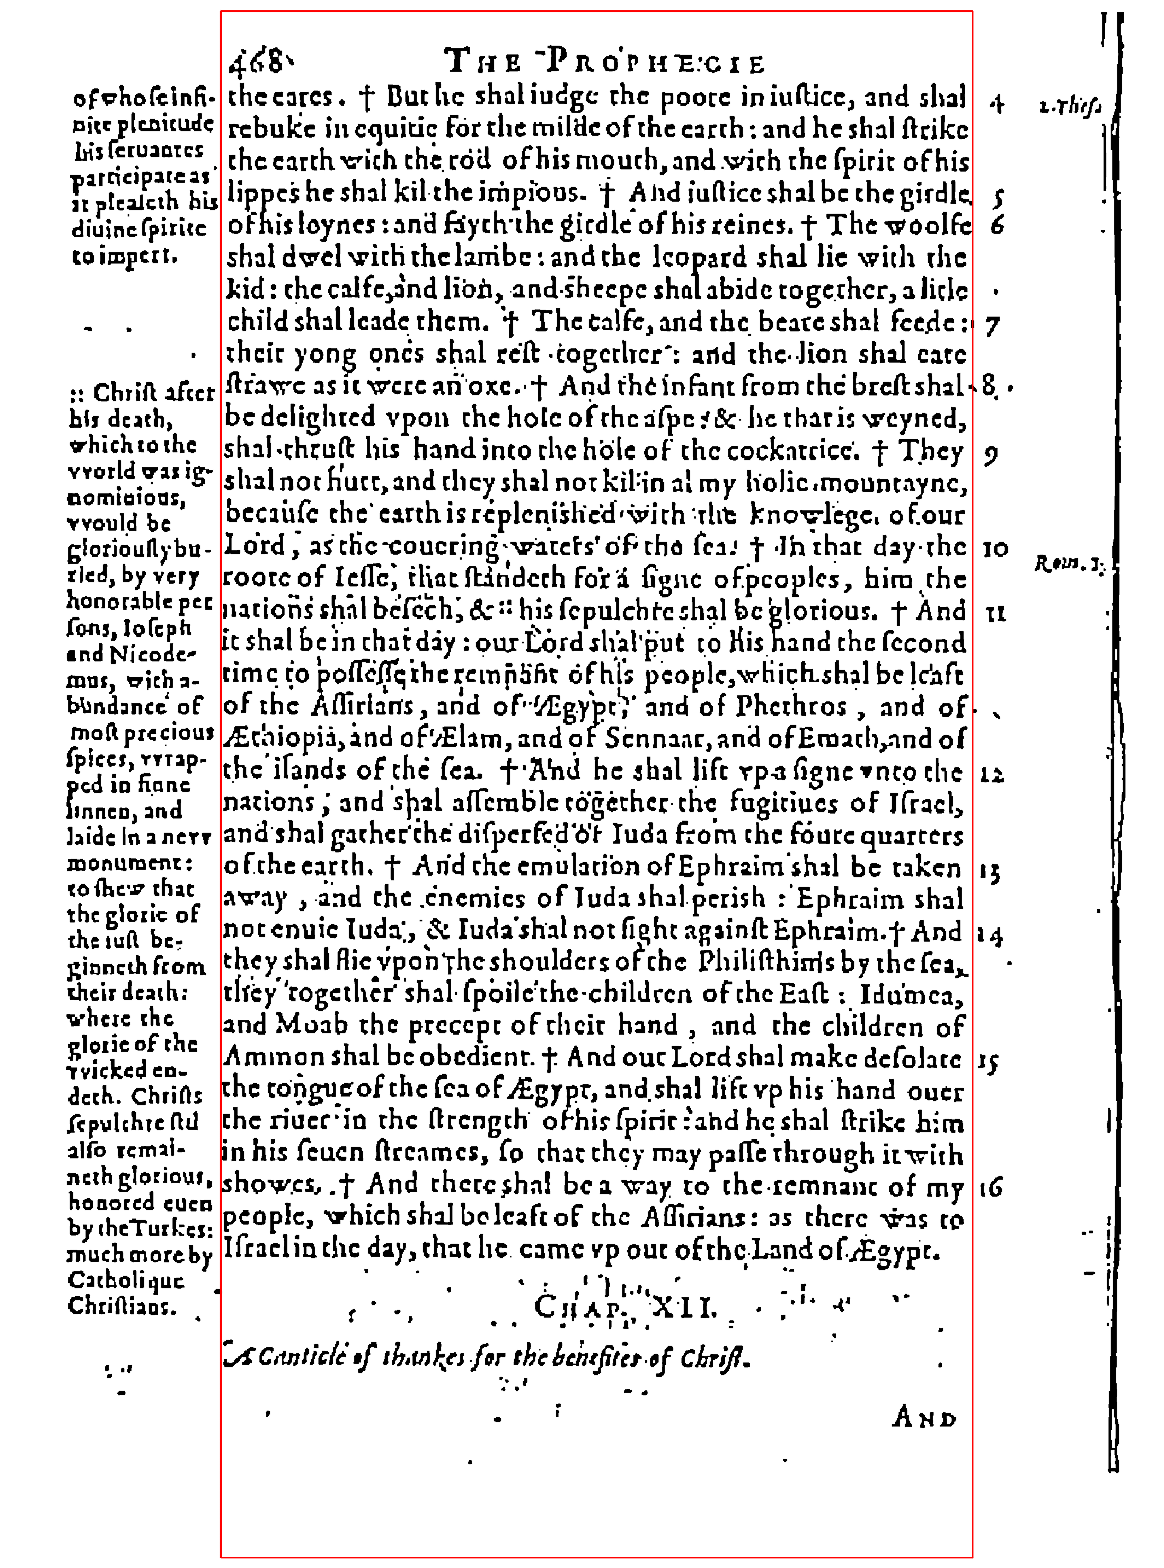 468
THE PROPHECIE
of whoſe infi-
nite plenitude
his ſeruantes
participate as
it pleaſeth his
diuine ſpirite
to impert.
:: Chriſt after
his death,
which to the
vvorld was ig-
nominious,
vvould be
gloriouſly bu-
ried, by very
honorable per
ſons, Ioſeph
and Nicode-
mus, with a-
bundance of
moſt precious
ſpices, vvrap-
ped in finne
linnen, and
laide in a nevv
monument:
to ſhew that
the glorie of
the iuſt be-
ginneth from
their death:
where the
glorie of the
vvicked en-
deth. Chriſts
ſepulchre ſtil
alſo remai-
neth glorious,
honored euen
by the Turkes:
much more by
Catholique
Chriſtians.
the eares. † But he shal iudge the poore in iuſtice, and shal
rebuke in equitie for the milde of the earth: and he shal ſtrike
the earth with the rod of his mouth, and with the ſpirit of his
lippes he shal kil the impious. † And iuſtice shal be the girdle
of his loynes: and fayth the girdle of his reines. † The woolfe
shal dwel with the lambe: and the leopard shal lie with the
kid: the calfe, and lion, and sheepe shal abide together, a litle
child shal leade them. † The calfe, and the beare shal feede:
their yong ones shal reſt together: and the lion shal eate
ſtrawe as it were an oxe. † And the infant from the breſt shal
be delighted vpon the hole of the aſpe: & he that is weyned,
shal thruſt his hand into the hole of the cockatrice. † They
shal not hurt, and they shal not kil in al my holie mountayne,
becauſe the earth is replenished with the knowlege of our
Lord, as the couering waters of the ſea. † In that day the
roote of Ieſſe, that ſtandeth for a ſigne of peoples, him the
nations shal beſech, & :: his ſepulchre shal be glorious. † And
it shal be in that day: our Lord shal put to his hand the ſecond
time to poſſeſſe the remnant of his people, which shal be leaft
of the Aſſirians, and of Ægypt, and of Phethros, and of
Æthiopia, and of Ælam, and of Sennaar, and of Emath, and of
the ilands of the ſea. † And he shal lift vp a ſigne vnto the
nations, and shal aſſemble together the fugitiues of Iſrael,
and shal gather the diſperſed of Iuda from the foure quarters
of the earth. † And the emulation of Ephraim shal be taken
away, and the enemies of Iuda shal perish: Ephraim shal
not enuie Iuda, & Iuda shal not fight againſt Ephraim. † And
they shal flie vpon the shoulders of the Philiſthims by the ſea,
they together shal ſpoile the children of the Eaſt: Idumea,
and Moab the precept of their hand, and the children of
Ammon shal be obedient. † And our Lord shal make deſolate
the tongue of the ſea of Ægypt, and shal lift vp his hand ouer
the riuer in the ſtrength of his ſpirit: and he shal ſtrike him
in his ſeuen ſtreames, ſo that they may paſſe through it with
showes. † And there shal be a way to the remnant of my
people, which shal be leaft of the Aſſirians: as there was to
Iſrael in the day, that he came vp out of the Land of Ægypt.
CHAP. XII.
A Canticle of thankes for the benefites of Chriſt.
AND
4
5
6
7
8.
9
10
11
12
13
14
15
16
2. Theſ.
Rom. 1